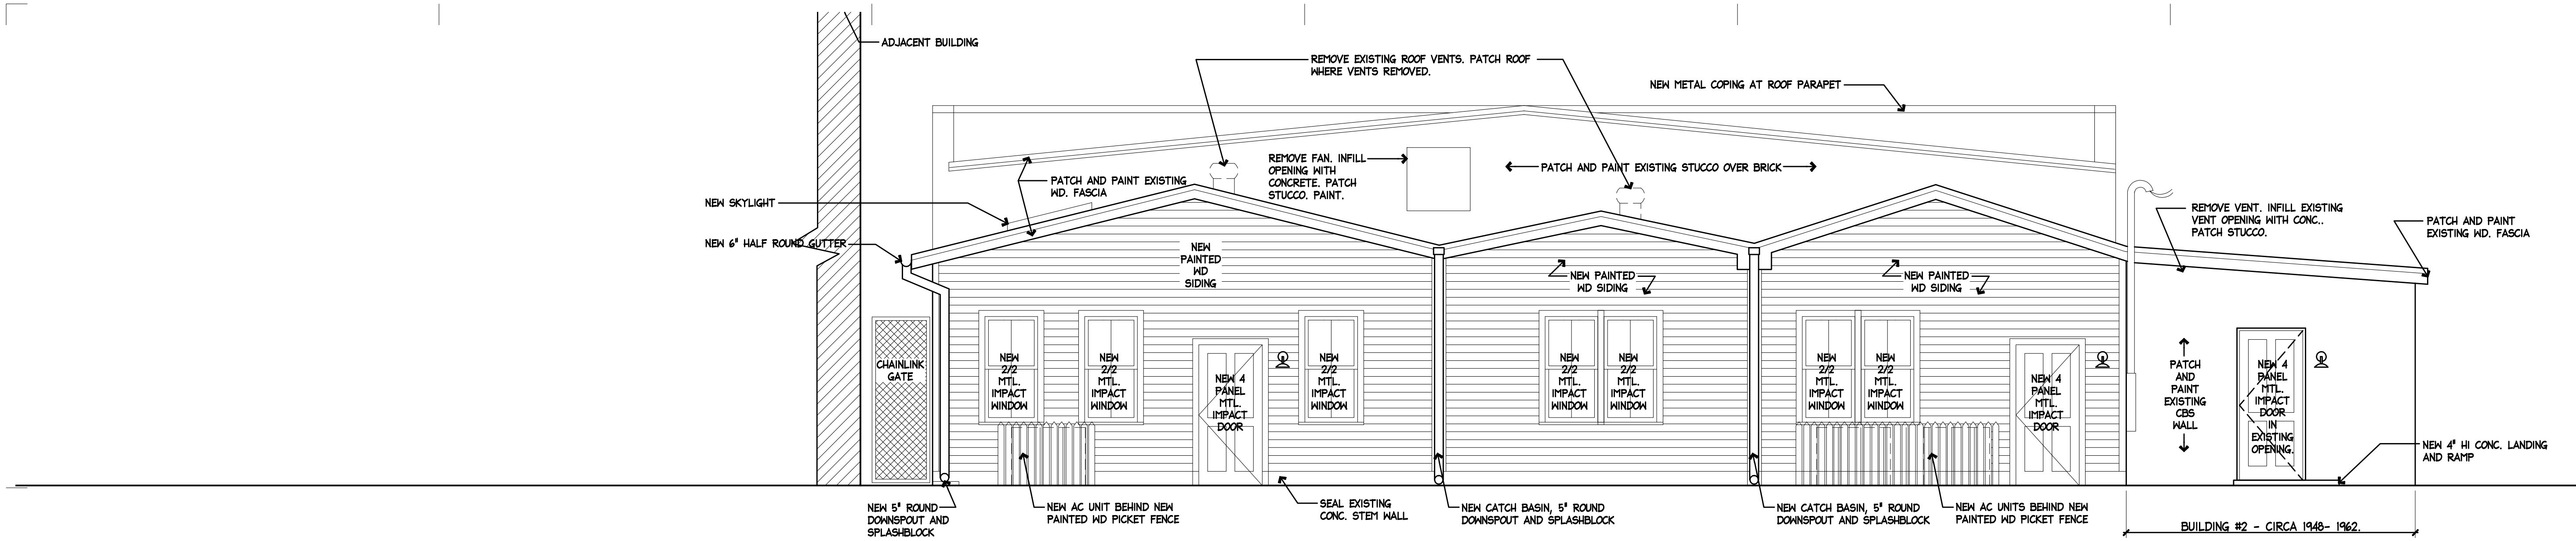 ADJACENT BUILDING
REMOVE EXISTING ROOF VENTS. PATCH ROOF
WHERE VENTS REMOVED.
NEW METAL COPING AT ROOF PARAPET
PATCH AND PAINT EXISTING
WD. FASCIA
REMOVE FAN. INFILL
OPENING WITH
CONCRETE. PATCH
STUCCO. PAINT.
PATCH AND PAINT EXISTING STUCCO OVER BRICK
NEW SKYLIGHT
NEW 6" HALF ROUND GUTTER
REMOVE VENT. INFILL EXISTING
VENT OPENING WITH CONC..
PATCH STUCCO.
PATCH AND PAINT
EXISTING WD. FASCIA
NEW
PAINTED
WD
SIDING
NEW PAINTED
WD SIDING
NEW PAINTED
WD SIDING
CHAINLINK
GATE
NEW
2/2
MTL.
IMPACT
WINDOW
NEW
2/2
MTL.
IMPACT
WINDOW
NEW 4
PANEL
MTL.
IMPACT
DOOR
NEW
2/2
MTL.
IMPACT
WINDOW
NEW
2/2
MTL.
IMPACT
WINDOW
NEW
2/2
MTL.
IMPACT
WINDOW
NEW
2/2
MTL.
IMPACT
WINDOW
NEW
2/2
MTL.
IMPACT
WINDOW
NEW 4
PANEL
MTL.
IMPACT
DOOR
PATCH
AND
PAINT
EXISTING
CBS
WALL
NEW 4
PANEL
MTL.
IMPACT
DOOR
IN
EXISTING
OPENING.
NEW 4" HI CONC. LANDING
AND RAMP
NEW 5" ROUND
DOWNSPOUT AND
SPLASHBLOCK
NEW AC UNIT BEHIND NEW
PAINTED WD PICKET FENCE
SEAL EXISTING
CONC. STEM WALL
NEW CATCH BASIN, 5" ROUND
DOWNSPOUT AND SPLASHBLOCK
NEW CATCH BASIN, 5" ROUND
DOWNSPOUT AND SPLASHBLOCK
NEW AC UNITS BEHIND NEW
PAINTED WD PICKET FENCE
BUILDING #2 - CIRCA 1948- 1962.